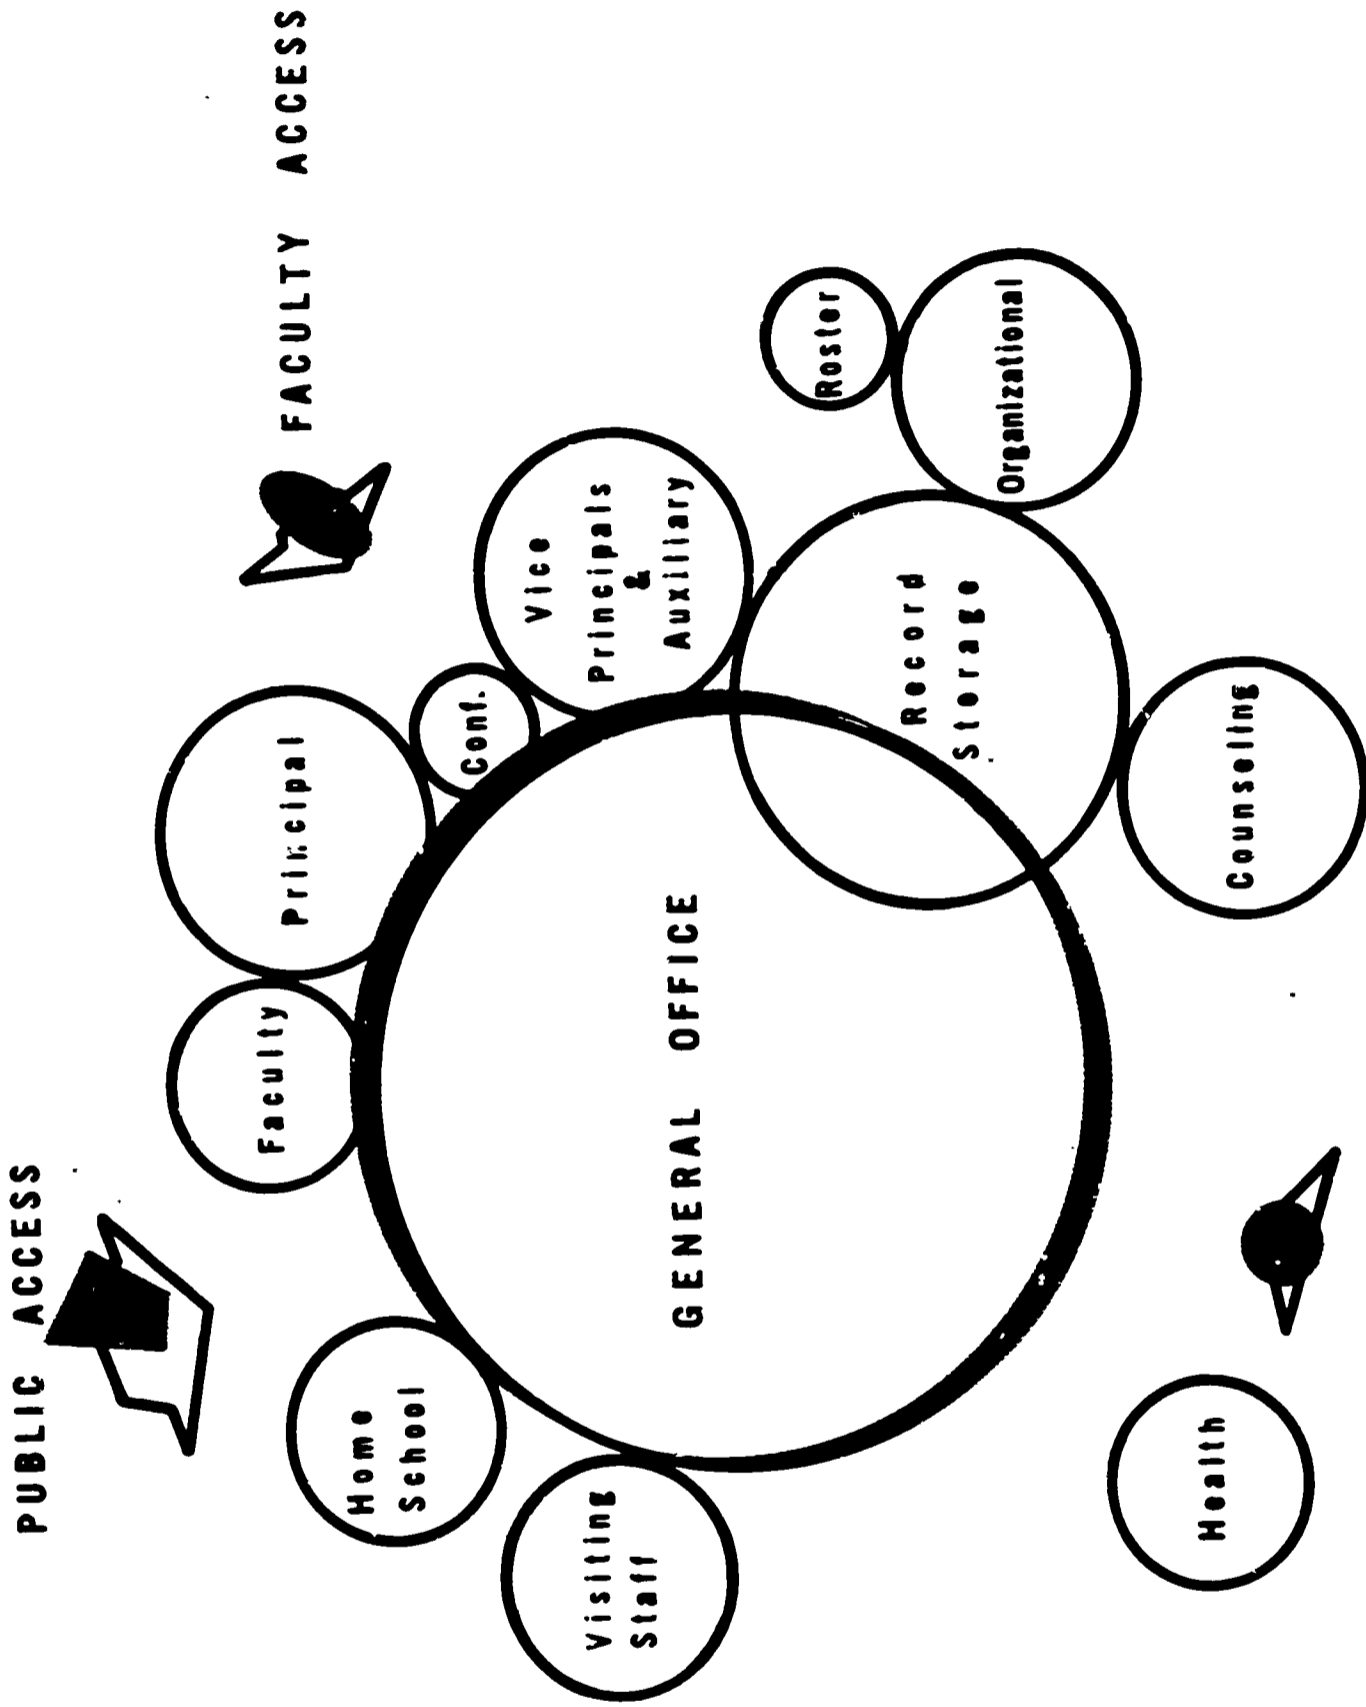 PUBLIC ACCESS
FACULTY ACCESS
Faculty
Principal
Home
School
Conf.
Vice
Principals
&
Auxiliary
Visiting
Staff
GENERAL OFFICE
Roster
Record
Storage
Organizational
Health
Counseling